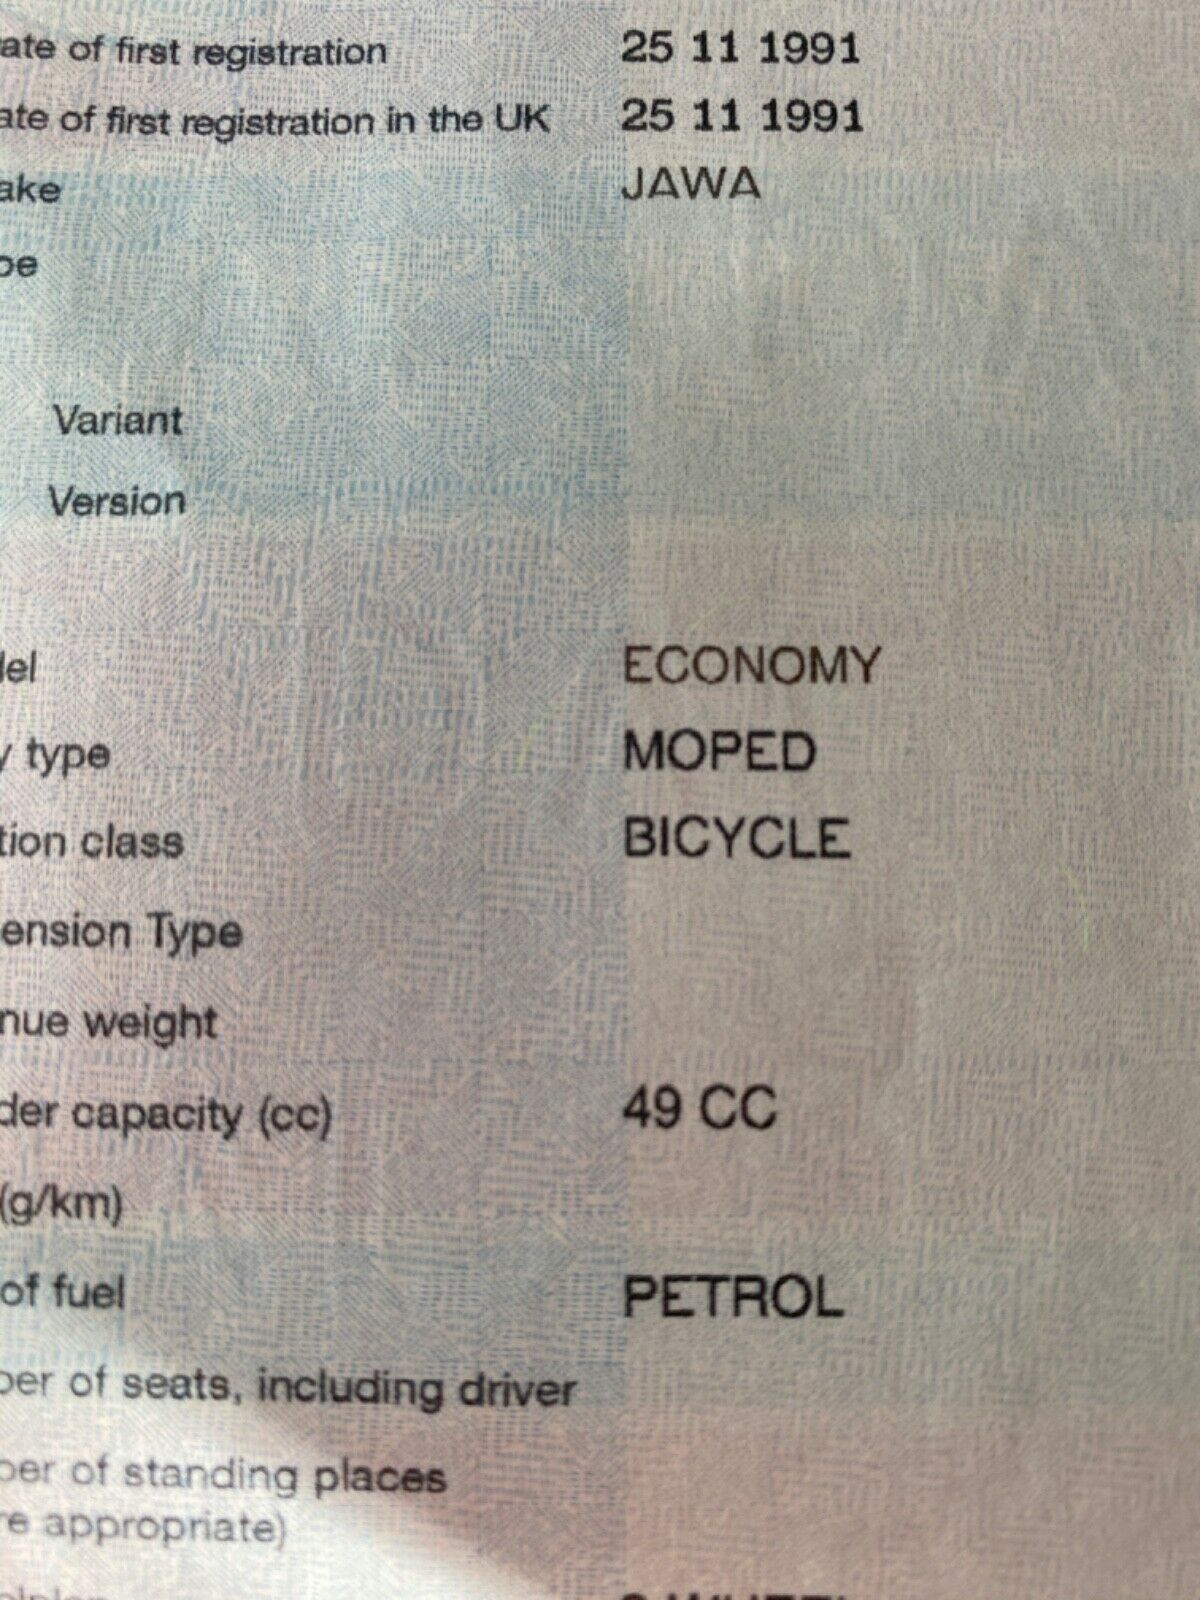 ate of first registration 25 11 1991
ate of first registration in the UK 25 11 1991
ake JAWA
pe
Variant
Version
del ECONOMY
y type MOPED
tion class BICYCLE
ension Type
nue weight
der capacity (cc) 49 CC
(g/km)
of fuel PETROL
ber of seats, including driver
ber of standing places
re appropriate)